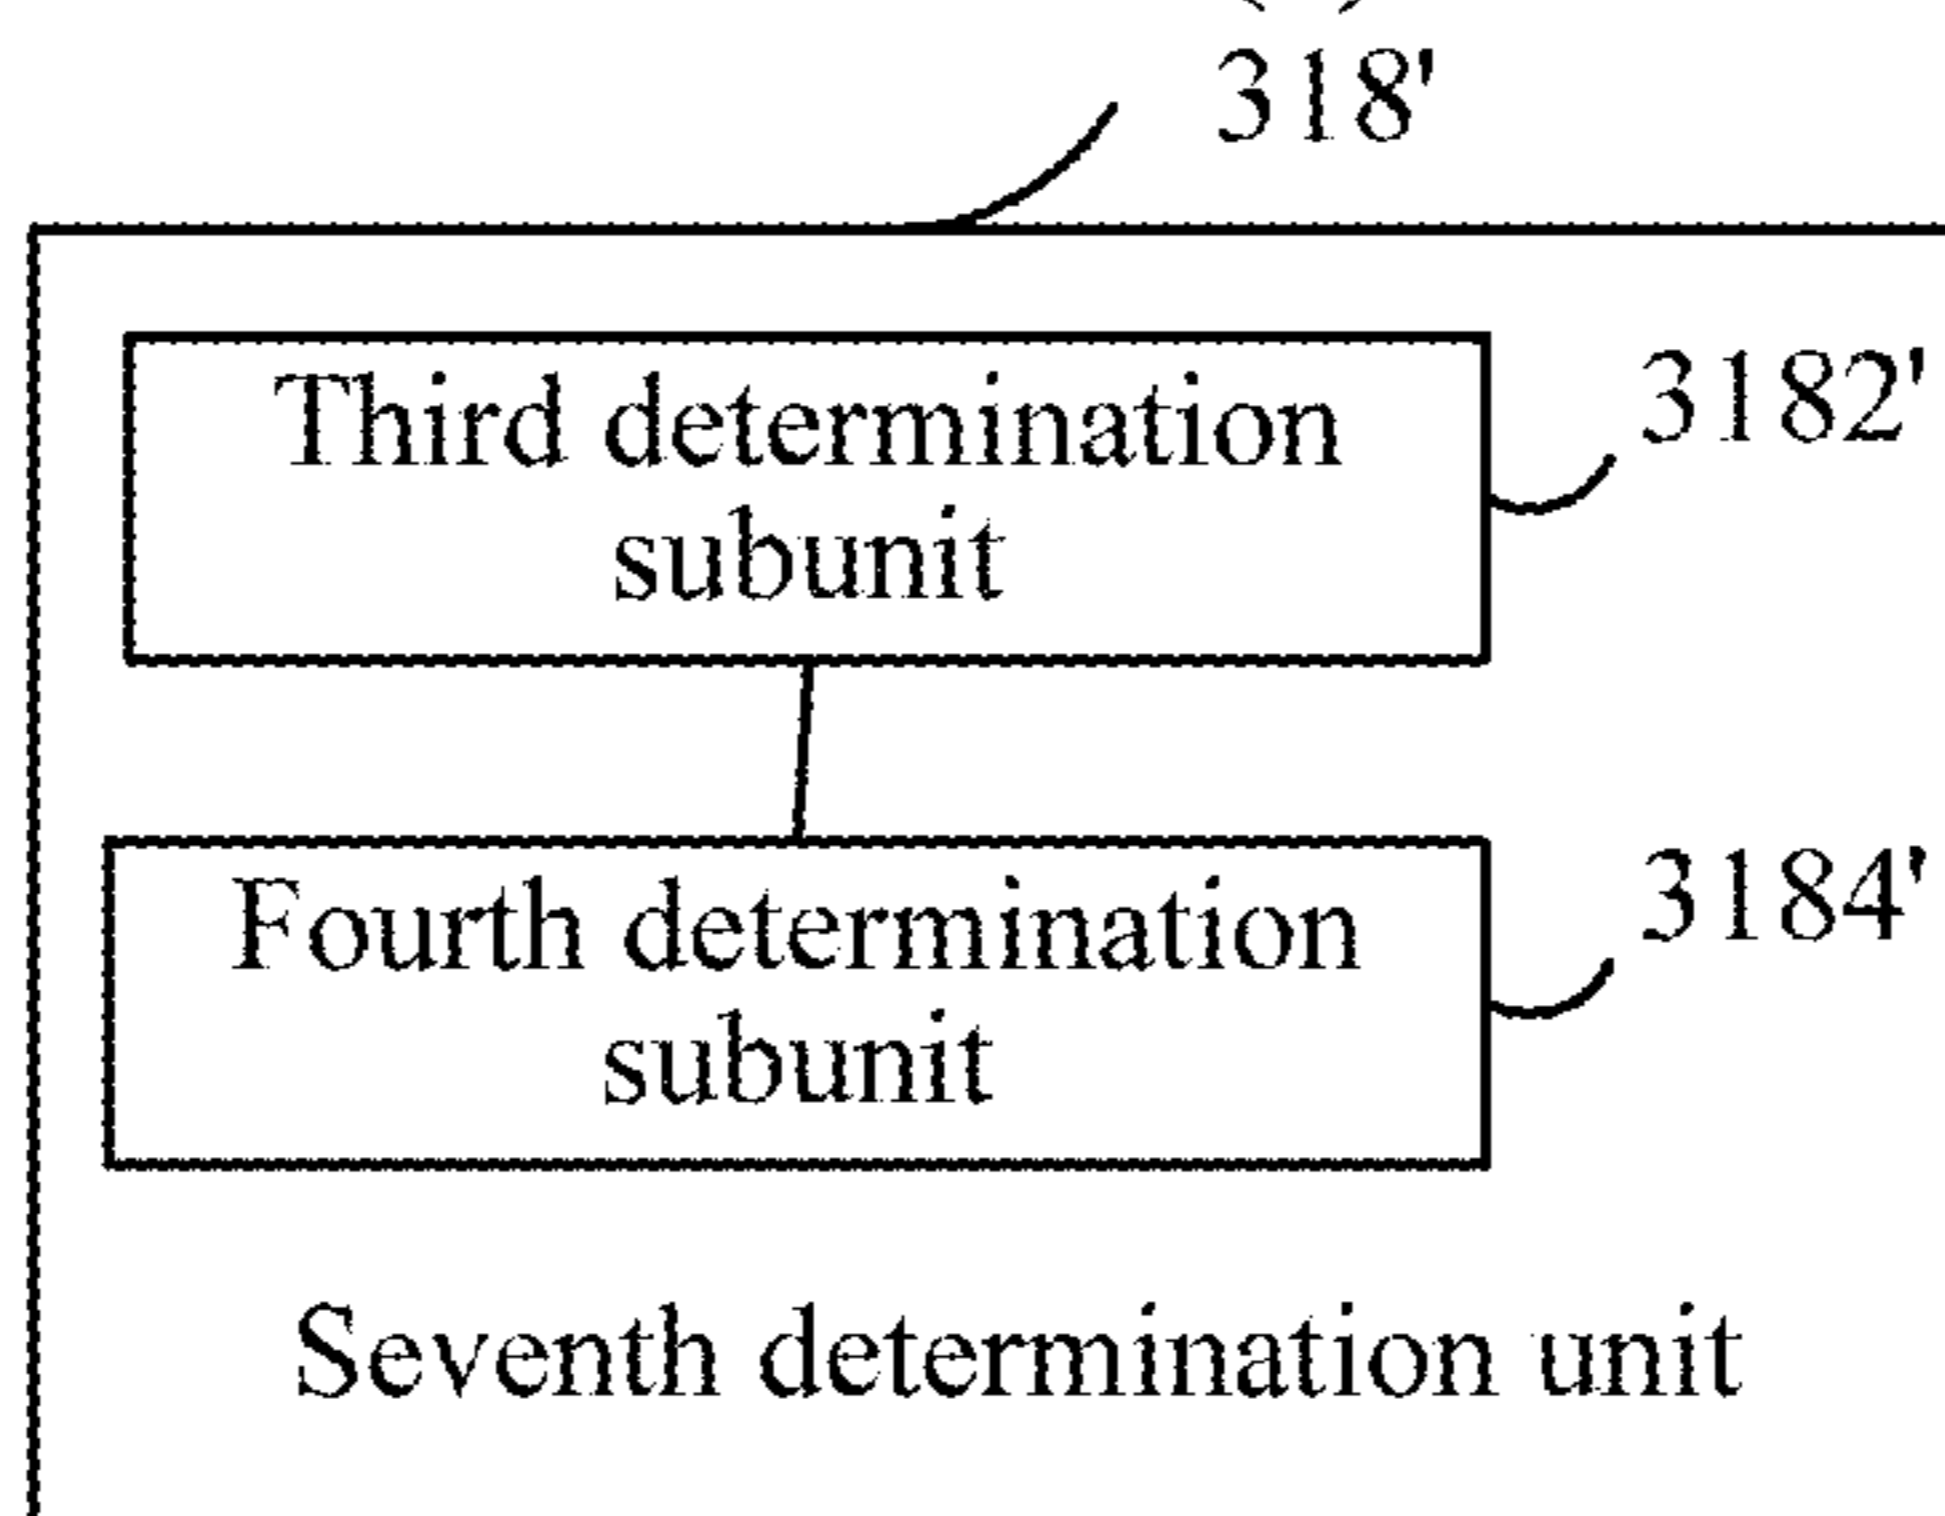 318'
Third determination
subunit
3182'
Fourth determination
subunit
3184'
Seventh determination unit